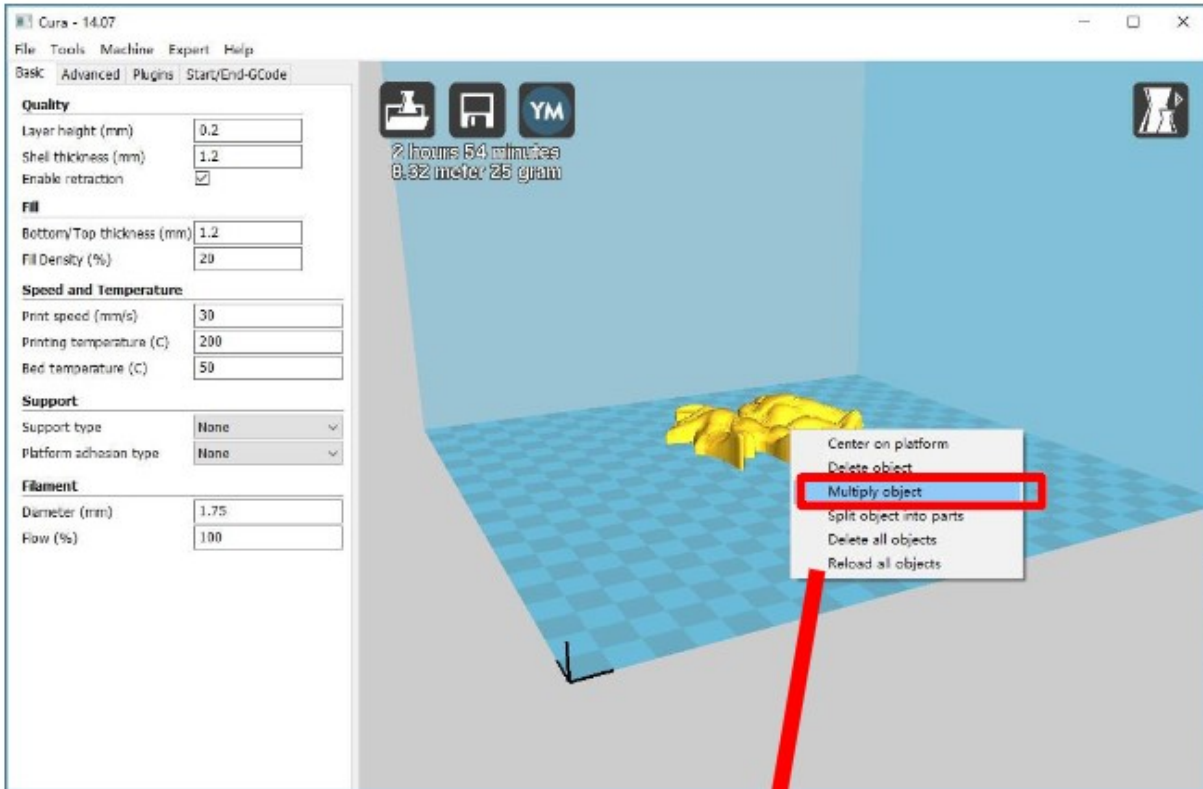 Cura - 14.07
File Tools Machine Expert Help
Basic Advanced Plugins Start/End-GCode
Quality
Layer height (mm) 0.2
Shell thickness (mm) 1.2
Enable retraction
Fill
Bottom/Top thickness (mm) 1.2
Fill Density (%) 20
Speed and Temperature
Print speed (mm/s) 30
Printing temperature (C) 200
Bed temperature (C) 50
Support
Support type None
Platform adhesion type None
Filament
Diameter (mm) 1.75
Flow (%) 100
YM
2 hours 54 minutes
8.32 meter 25 gram
Center on platform
Delete object
Multiply object
Split object into parts
Delete all objects
Reload all objects